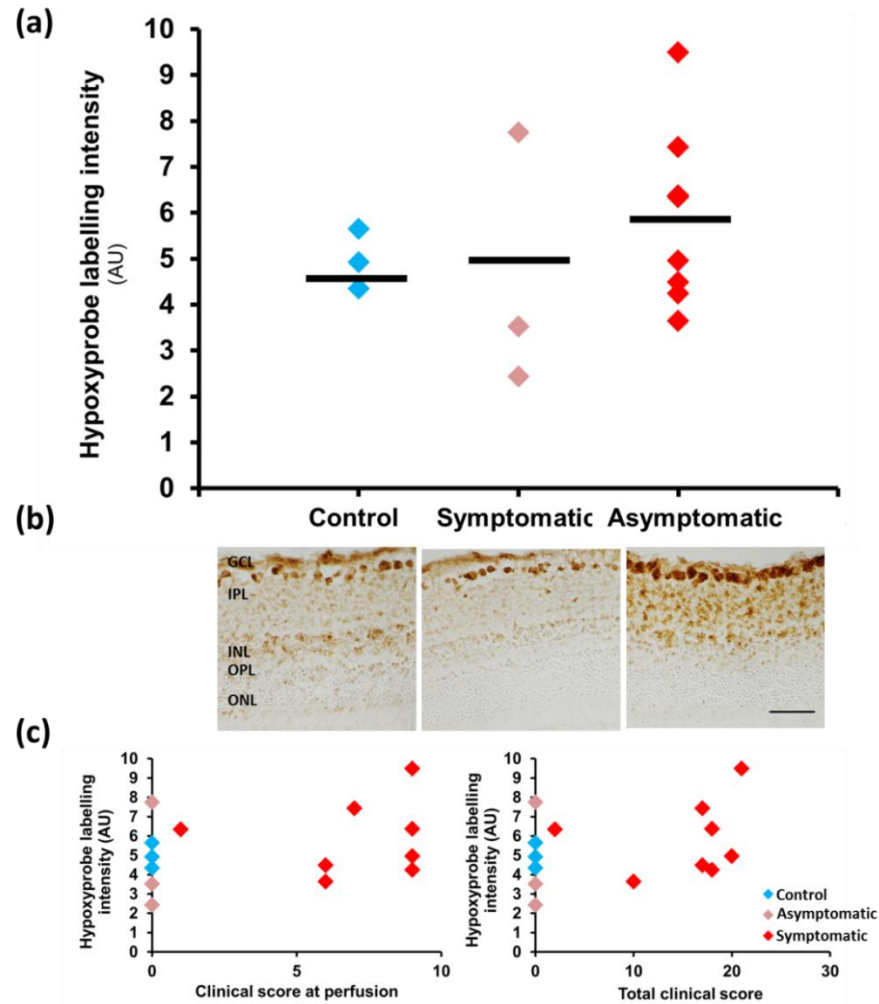 (a)
Hypoxyprobe labelling intensity
(AU)
10
9
8
7
6
5
4
3
2
1
0
Control Symptomatic Asymptomatic
(b)
GCL
IPL
INL
OPL
ONL
(c)
Hypoxyprobe labelling
intensity (AU)
10
9
8
7
6
5
4
3
2
1
0
0 5 10
Clinical score at perfusion
Hypoxyprobe labelling
intensity (AU)
10
9
8
7
6
5
4
3
2
1
0
0 10 20 30
Total clinical score
Control
Asymptomatic
Symptomatic